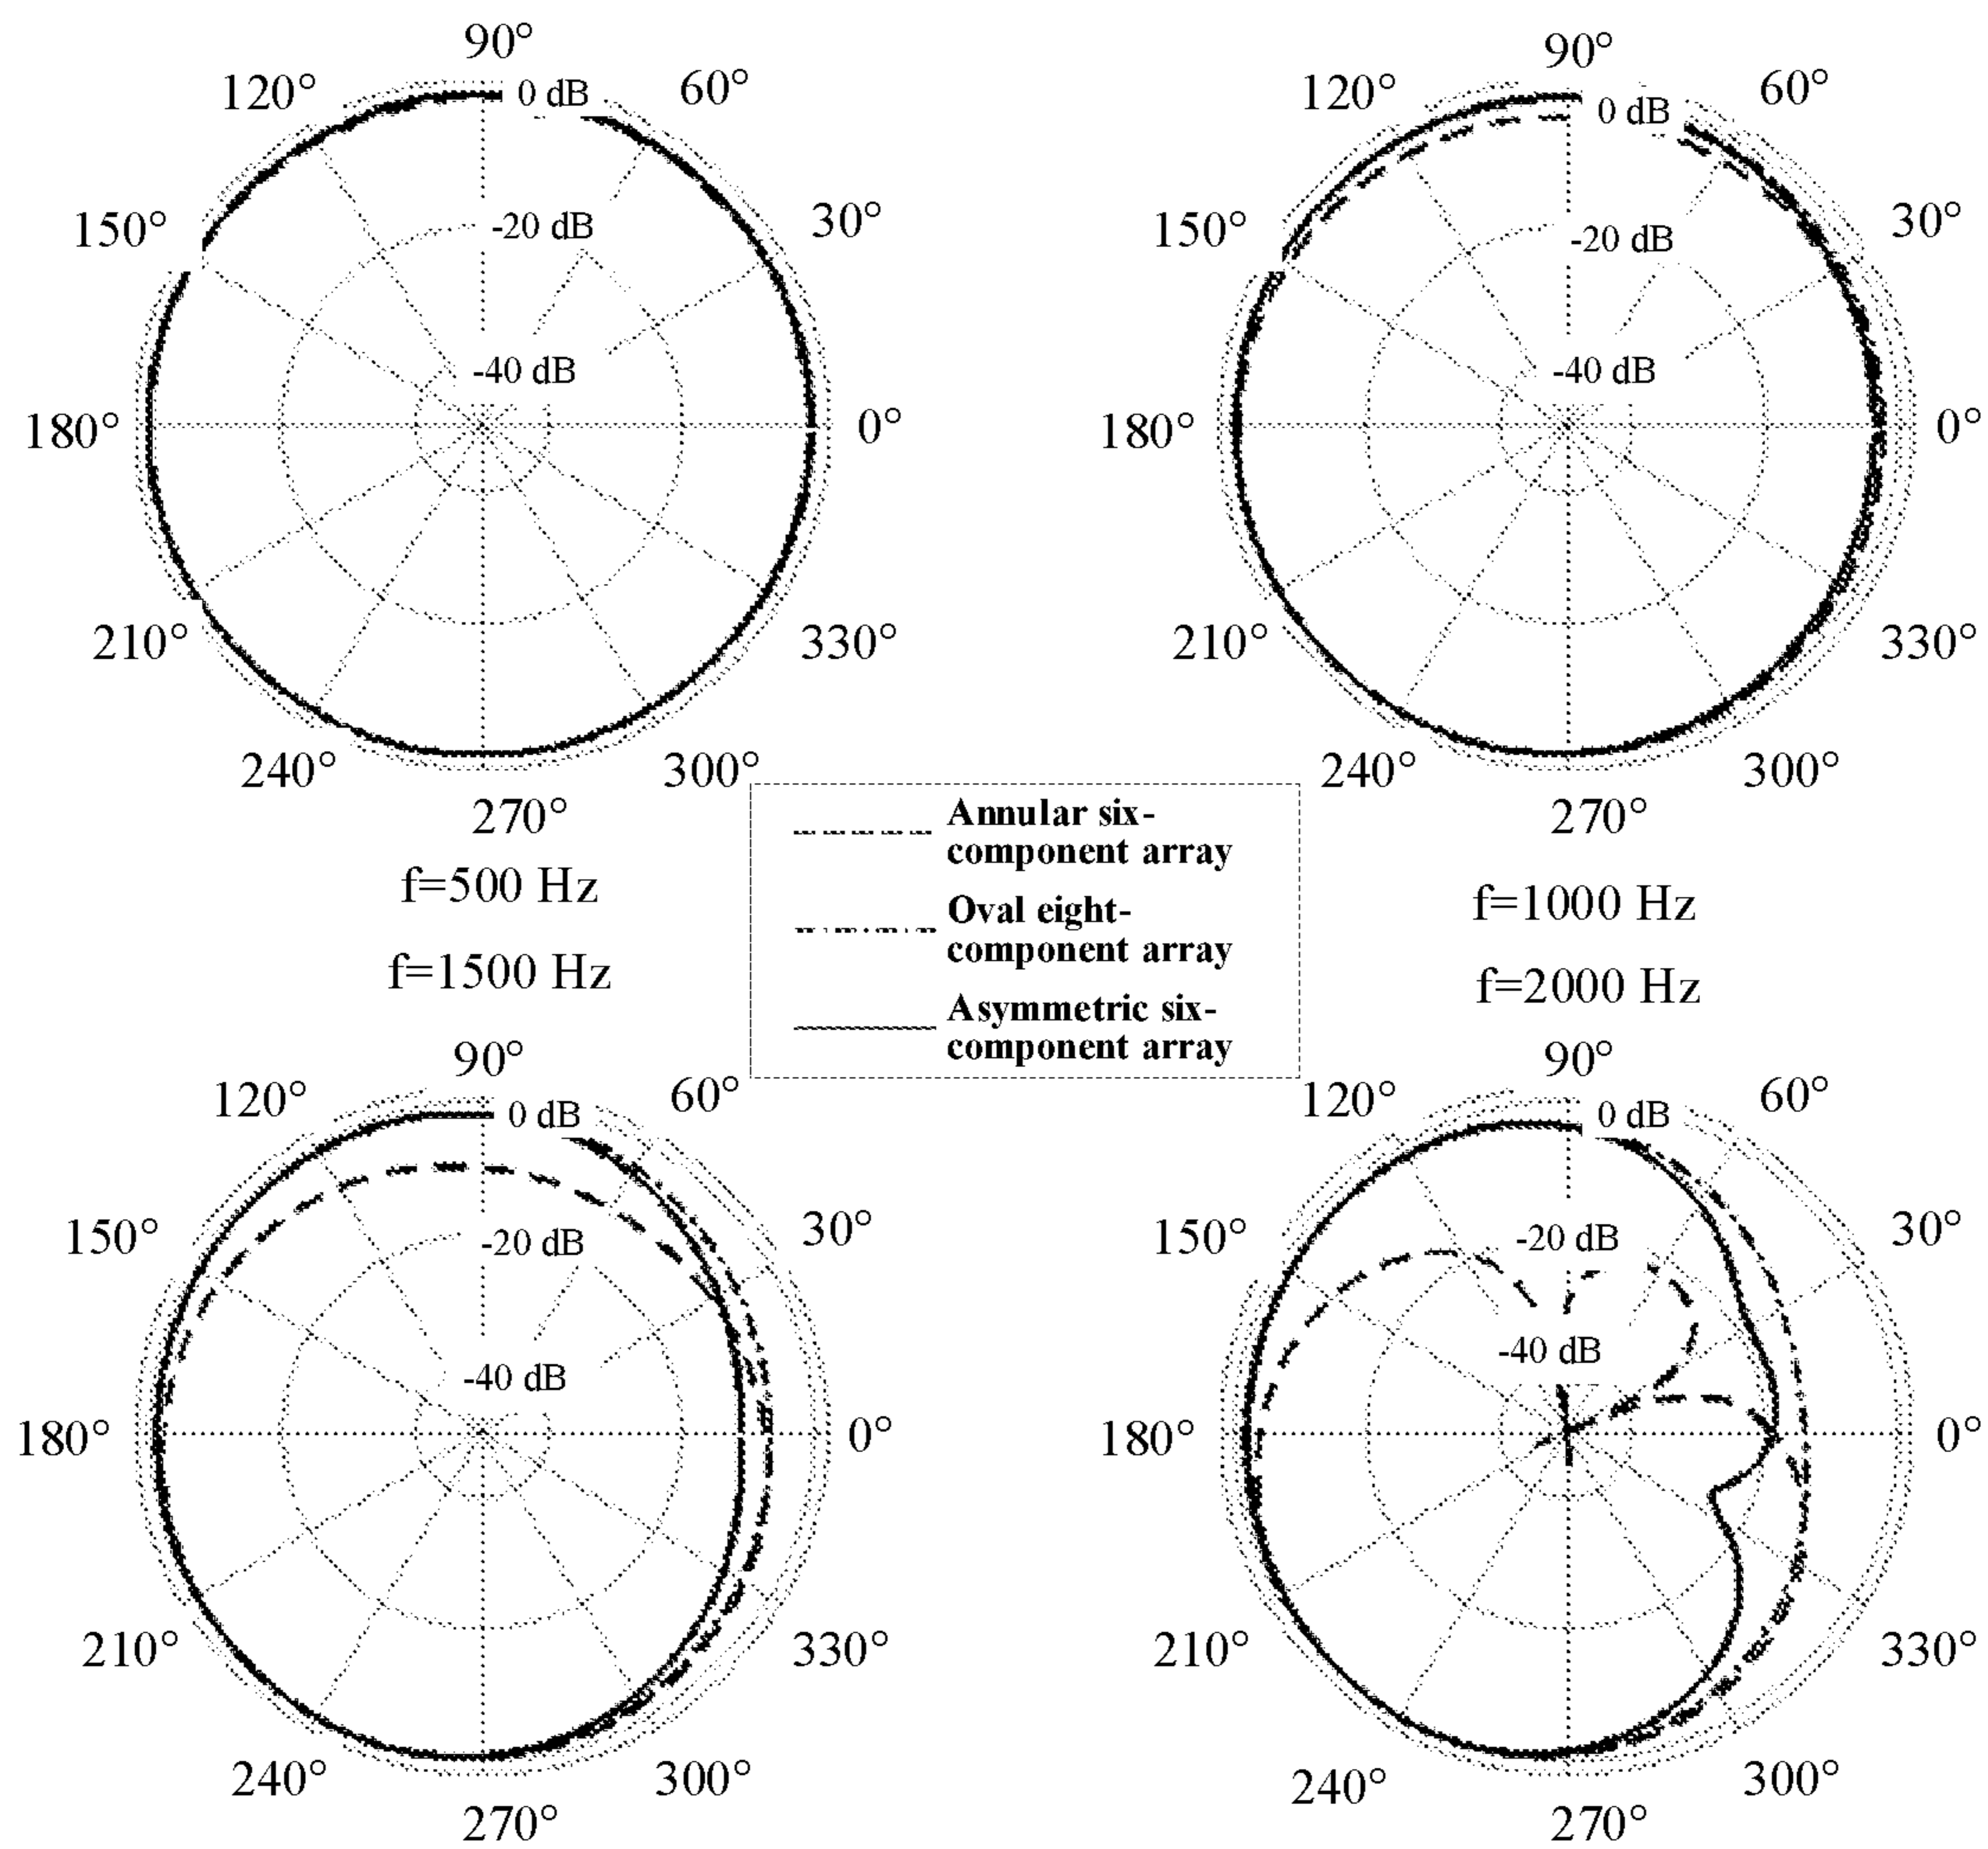 90°
120°
0 dB
60°
150°
-20 dB
30°
-40 dB
180°
0°
210°
330°
240°
300°
270°
f=500 Hz
90°
120°
0 dB
60°
150°
-20 dB
30°
-40 dB
180°
0°
210°
330°
240°
300°
270°
f=1000 Hz
Annular six-
component array
Oval eight-
component array
Asymmetric six-
component array
f=1500 Hz
90°
120°
0 dB
60°
150°
-20 dB
30°
-40 dB
180°
0°
210°
330°
240°
300°
270°
f=2000 Hz
90°
120°
0 dB
60°
150°
-20 dB
30°
-40 dB
180°
0°
210°
330°
240°
300°
270°